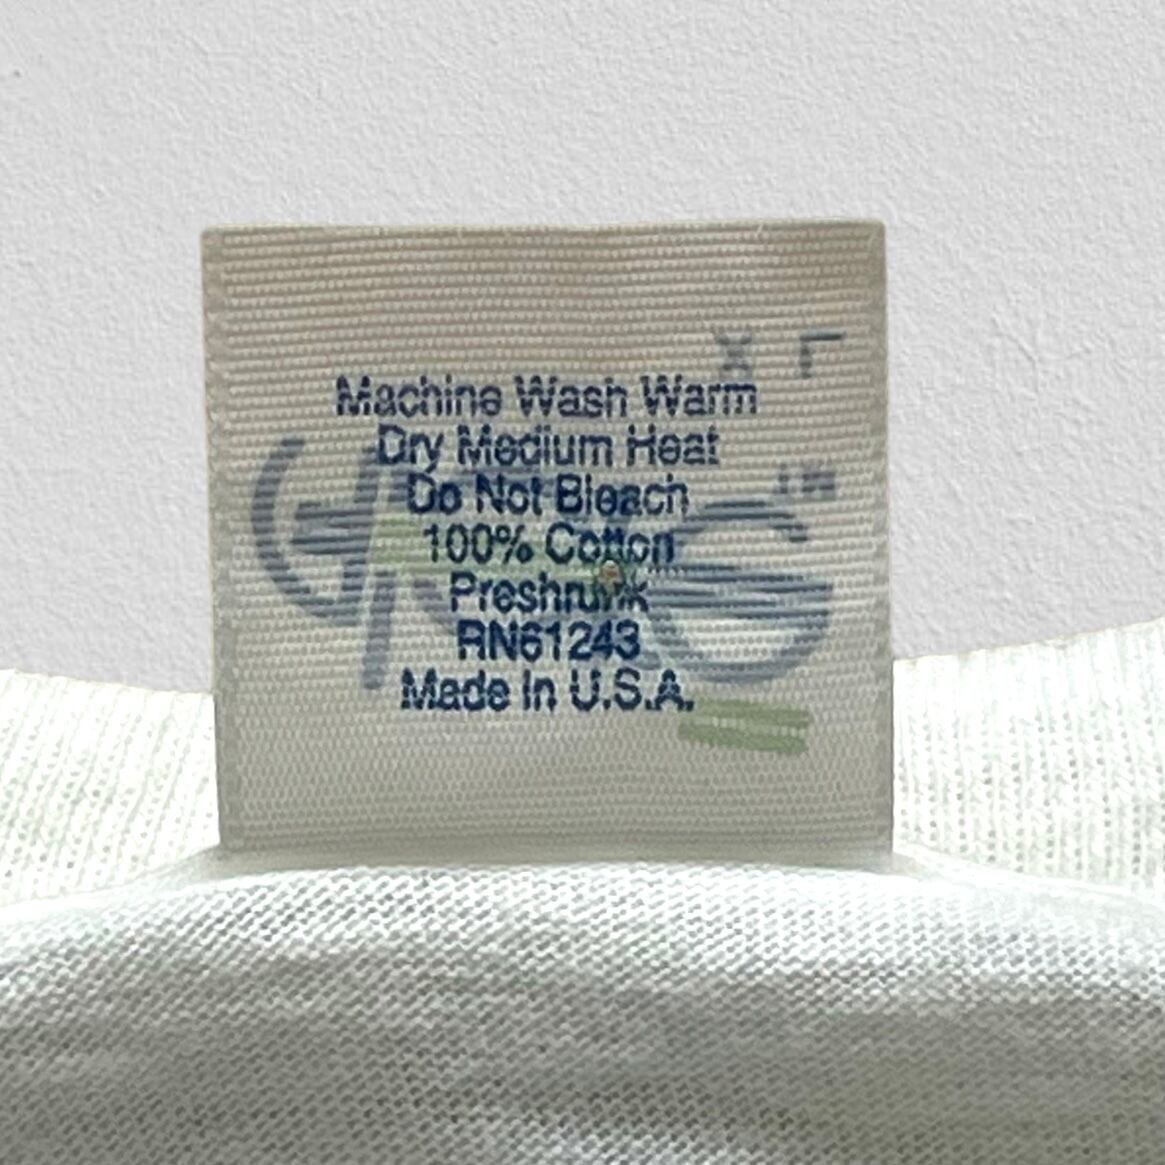 Machine Wash Warm
Dry Medium Heat
Do Not Bleach
100% Cotton
Preshrunk
RN61243
Made in U.S.A.